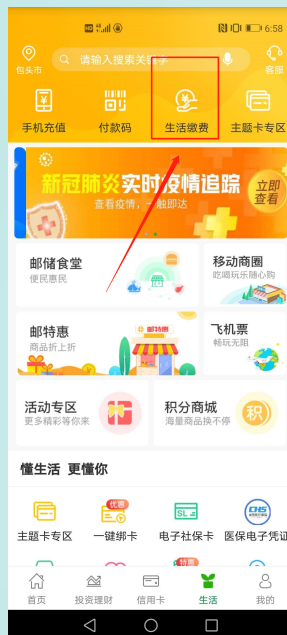 HD 4G 6:58
包头市
请输入搜索关键字
客服
手机充值 付款码 生活缴费 主题卡专区
新冠肺炎实时疫情追踪
查看疫情，一触即达
立即
查看
邮储食堂
便民惠民
移动商圈
吃喝玩乐随心购
邮特惠
商品折上折
邮特惠
飞机票
畅玩无阻
活动专区
更多精彩等你来
积分商城
海量商品换不停
积
懂生活 更懂你
优惠
主题卡专区 一键绑卡 电子社保卡 医保电子凭证
特惠
首页 投资理财 信用卡 生活 我的